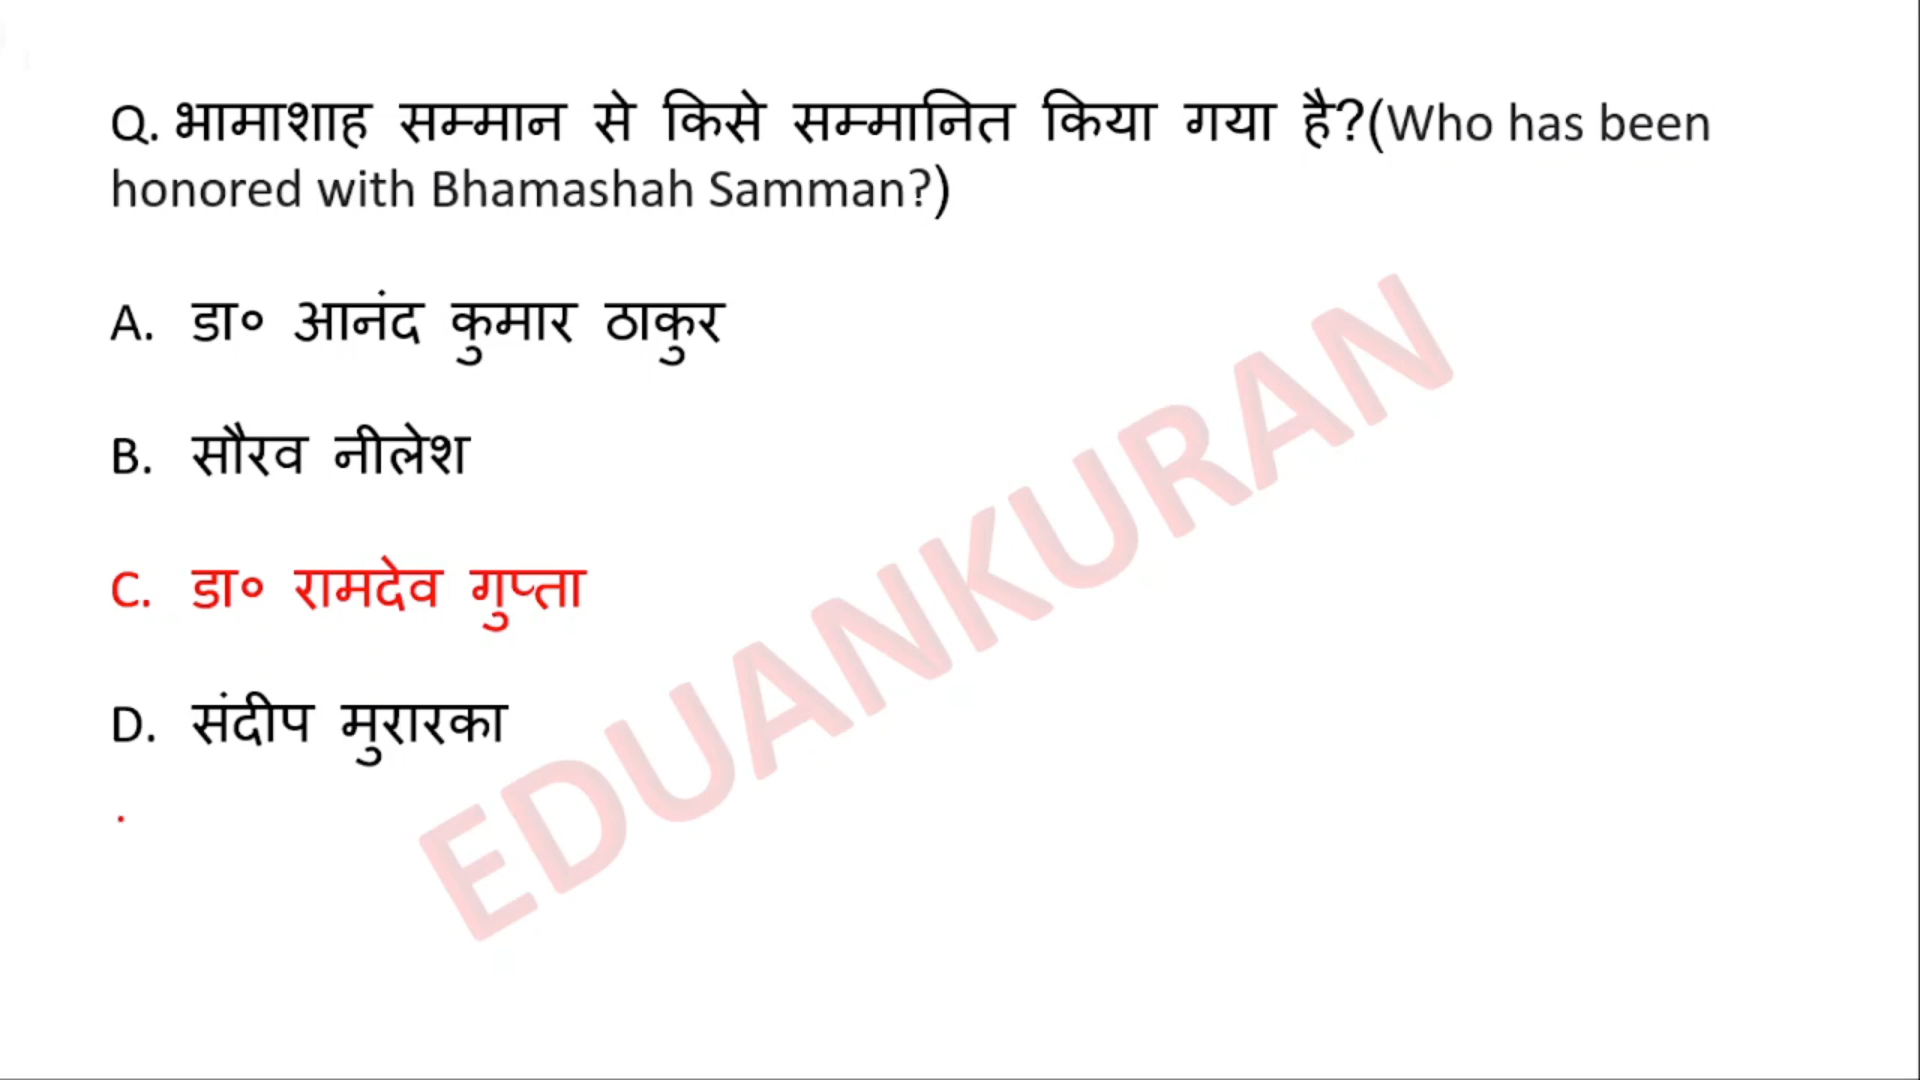 Q. भामाशाह सम्मान से किसे सम्मानित किया गया है?(Who has been
honored with Bhamashah Samman?)
A. डा० आनंद कुमार ठाकुर
B. सौरव नीलेश
C. डा० रामदेव गुप्ता
D. संदीप मुरारका
.
EDUANKURAN